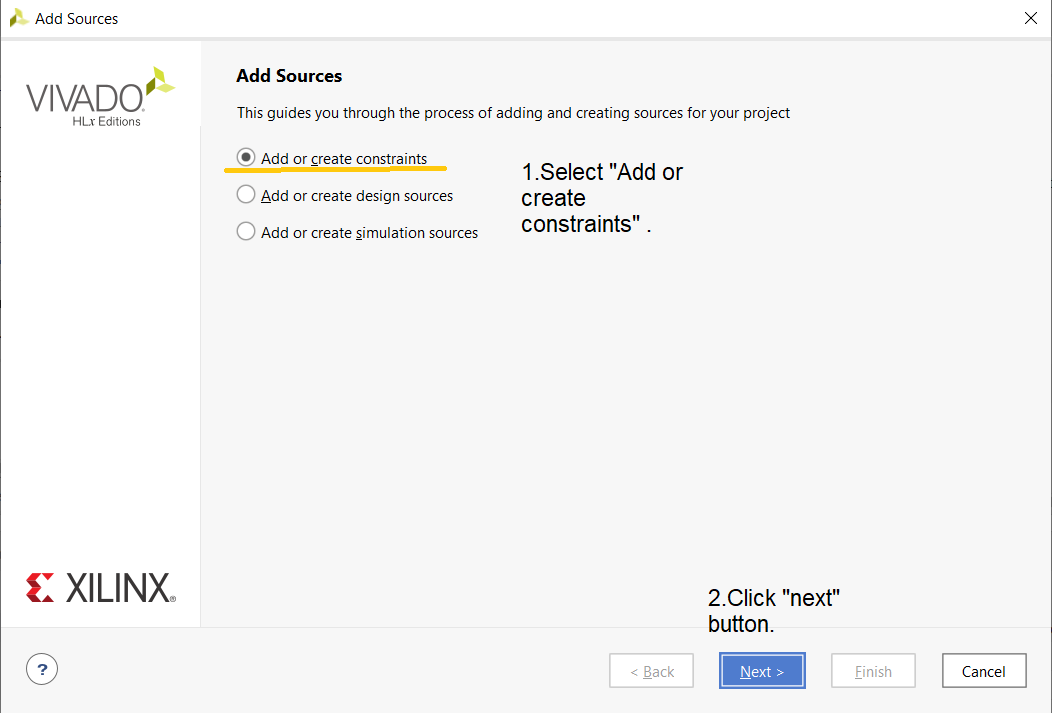 Add Sources
VIVADO.
HLx Editions
Add Sources
This guides you through the process of adding and creating sources for your project
Add or create constraints
Add or create design sources
Add or create simulation sources
1.Select "Add or
create
constraints" .
XILINX®
2.Click "next"
button.
?
< Back
Next >
Finish
Cancel